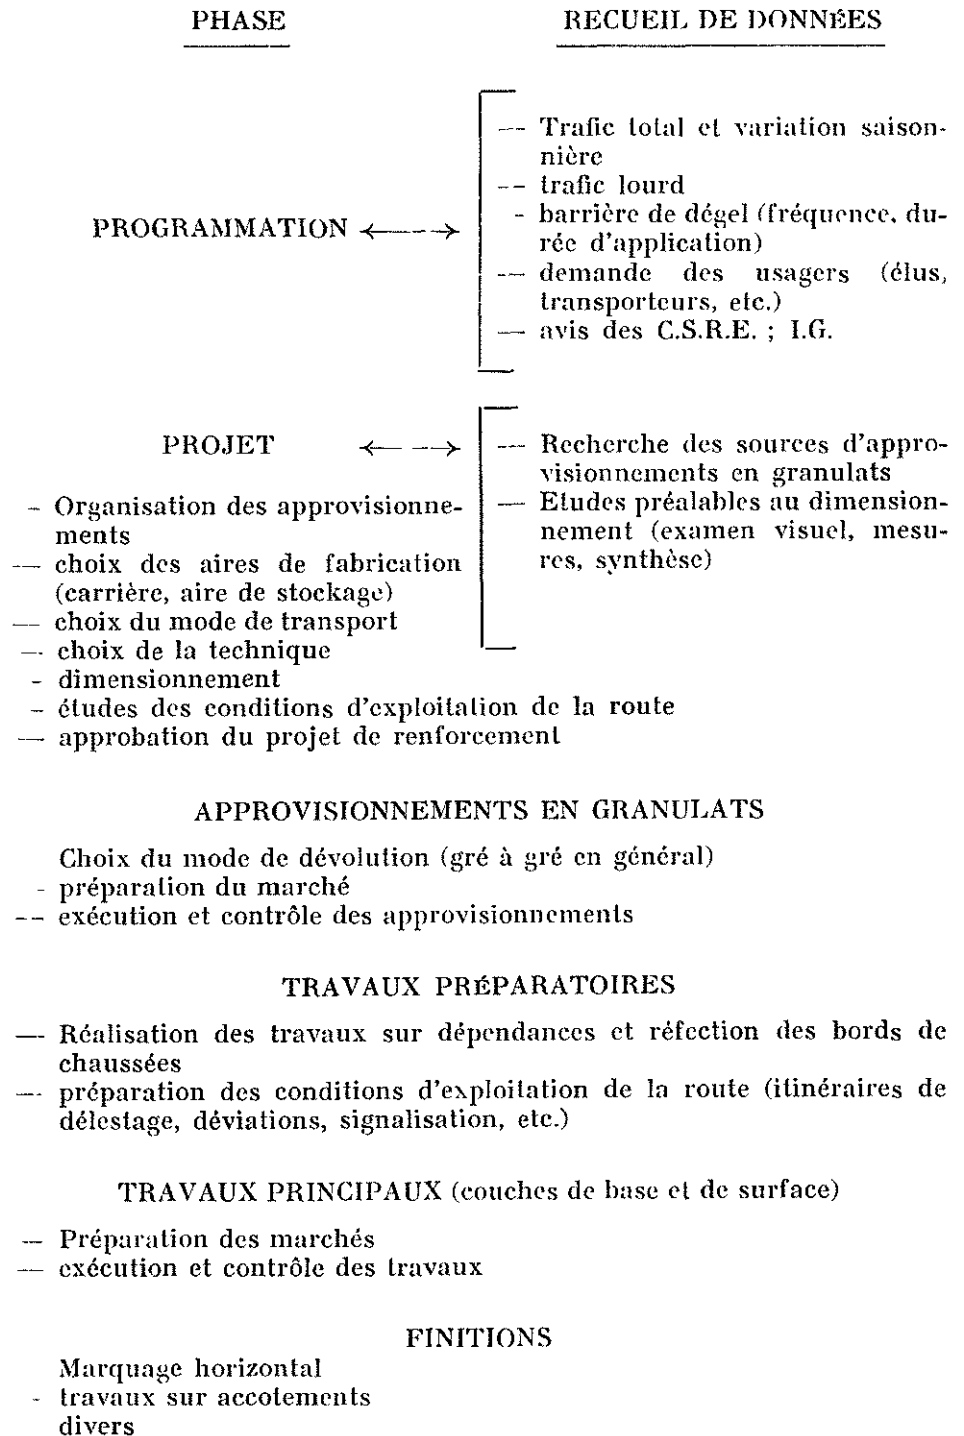 PHASE
RECUEIL DE DONNÉES
PROGRAMMATION ←--→
— Trafic total et variation saison-
nière
-- trafic lourd
- barrière de dégel (fréquence, du-
rée d'application)
— demande des usagers (élus,
transporteurs, etc.)
— avis des C.S.R.E. ; I.G.
PROJET ←--→
- Organisation des approvisionne-
ments
— choix des aires de fabrication
(carrière, aire de stockage)
— choix du mode de transport
— choix de la technique
- dimensionnement
- études des conditions d'exploitation de la route
— approbation du projet de renforcement
— Recherche des sources d'appro-
visionnements en granulats
— Etudes préalables au dimension-
nement (examen visuel, mesu-
res, synthèse)
APPROVISIONNEMENTS EN GRANULATS
Choix du mode de dévolution (gré à gré en général)
- préparation du marché
-- exécution et contrôle des approvisionnements
TRAVAUX PRÉPARATOIRES
— Réalisation des travaux sur dépendances et réfection des bords de
chaussées
— préparation des conditions d'exploitation de la route (itinéraires de
délestage, déviations, signalisation, etc.)
TRAVAUX PRINCIPAUX (couches de base et de surface)
— Préparation des marchés
— exécution et contrôle des travaux
FINITIONS
Marquage horizontal
- travaux sur accotements
divers